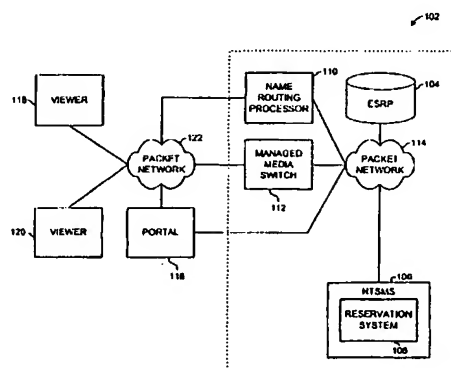 102
110
NAME
ROUTING
PROCESSOR
104
ESRP
118
VIEWER
122
PACKET
NETWORK
MANAGED
MEDIA
SWITCH
112
114
PACKET
NETWORK
120
VIEWER
PORTAL
116
106
NTSMS
RESERVATION
SYSTEM
108